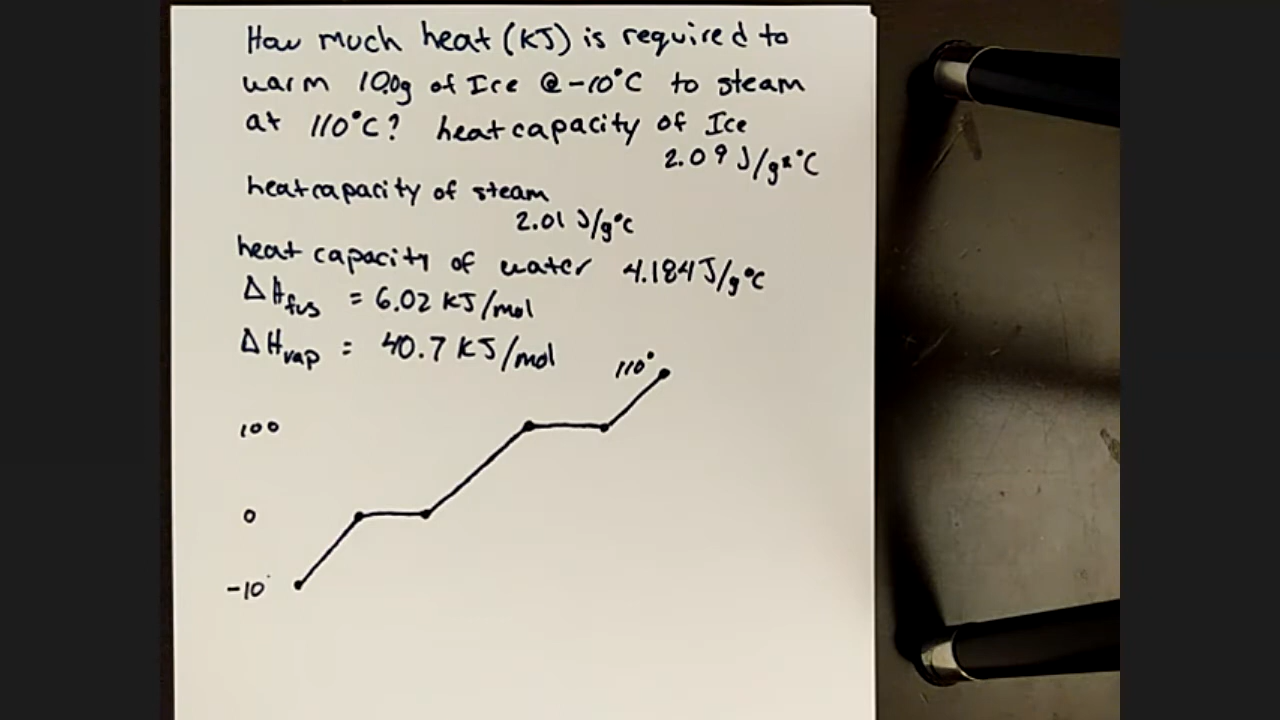 How much heat (KJ) is required to
warm 10.0g of Ice @ -10°C to steam
at 110°C? heat capacity of Ice
2.09 J/g*°C
heat capacity of steam
2.01 J/g°C
heat capacity of water 4.184 J/g°C
ΔHfus = 6.02 KJ/mol
ΔHvap = 40.7 KJ/mol
110°
100
0
-10